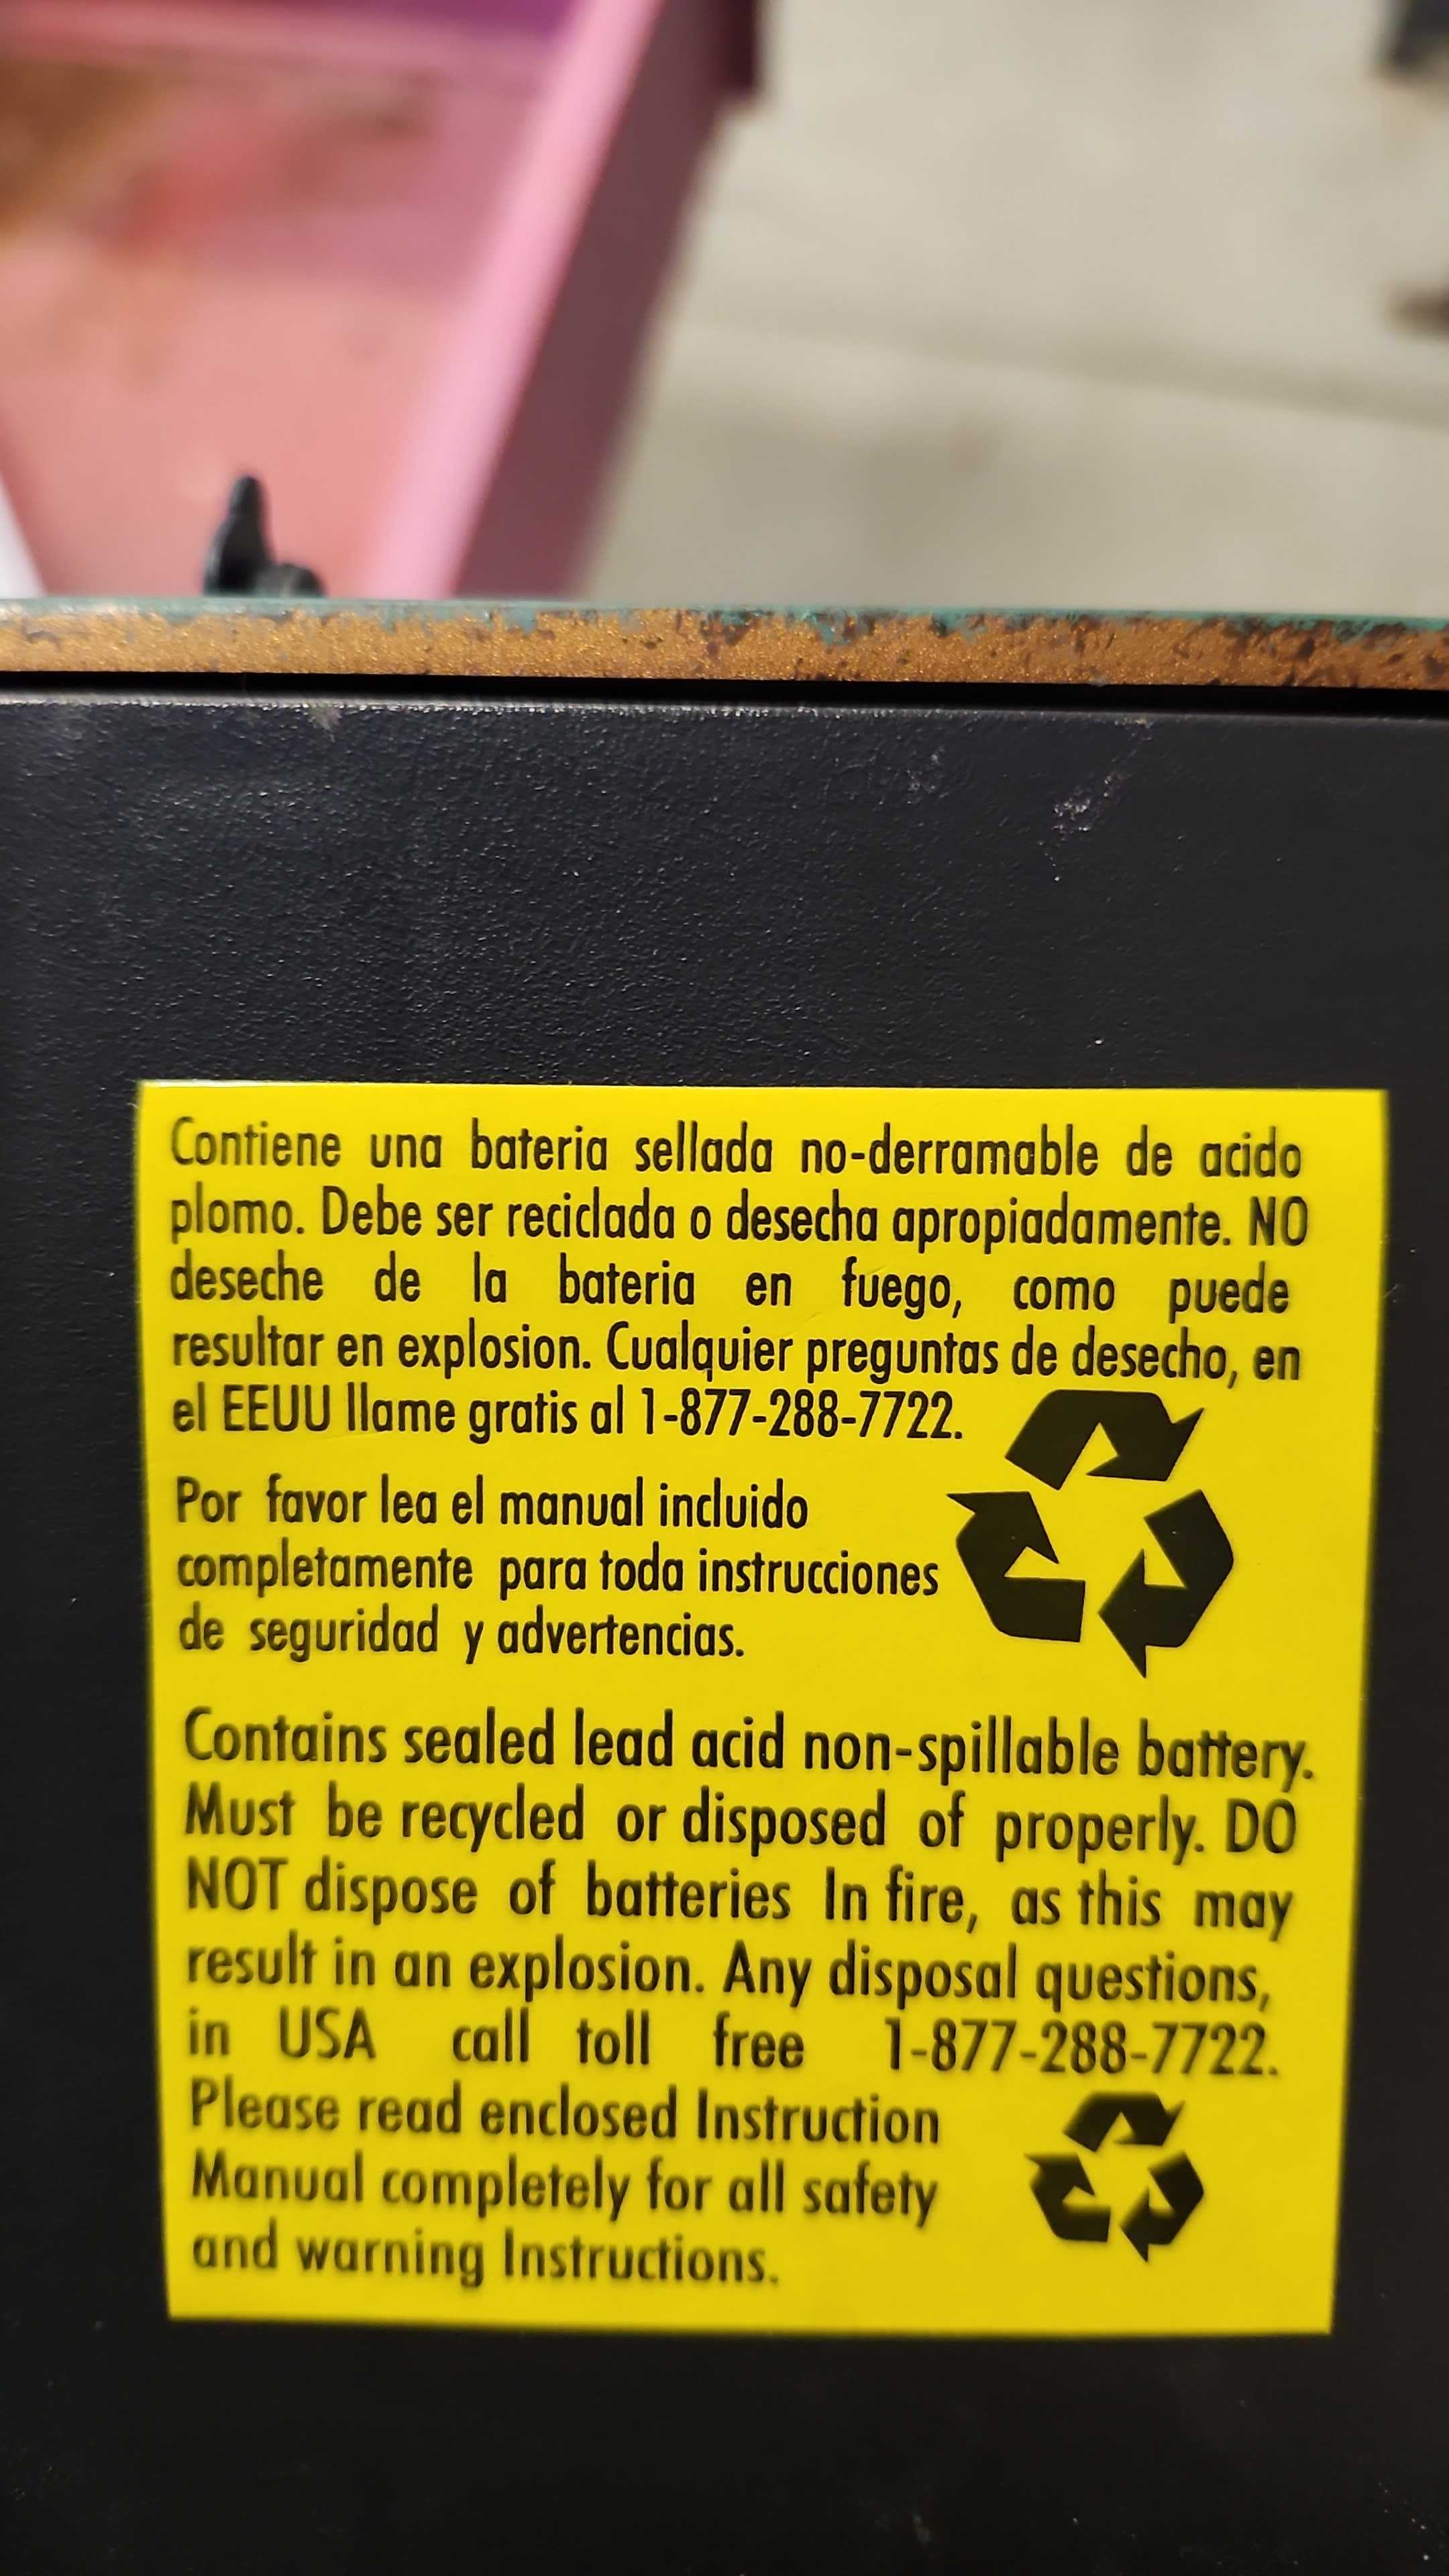 Contiene una bateria sellada no-derramable de acido
plomo. Debe ser reciclada o desecha apropiadamente. NO
deseche de la bateria en fuego, como puede
resultar en explosion. Cualquier preguntas de desecho, en
el EEUU llame gratis al 1-877-288-7722.
Por favor lea el manual incluido
completamente para toda instrucciones
de seguridad y advertencias.
Contains sealed lead acid non-spillable battery.
Must be recycled or disposed of properly. DO
NOT dispose of batteries In fire, as this may
result in an explosion. Any disposal questions,
in USA call toll free 1-877-288-7722.
Please read enclosed Instruction
Manual completely for all safety
and warning Instructions.